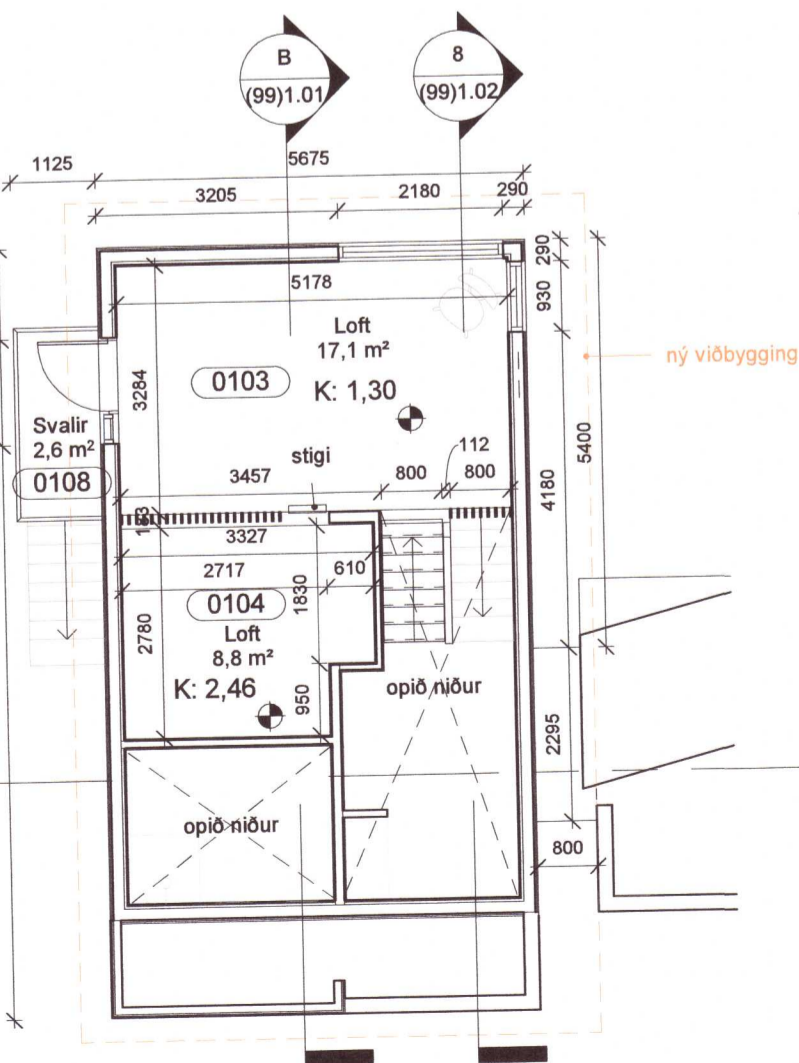 B
(99)1.01
8
(99)1.02
1125
5675
3205
2180
290
290
930
5178
Loft
17,1 m²
ný viðbygging
0103
K: 1,30
3284
5400
Svalir
2,6 m²
0108
stigi
112
3457
800
800
4180
3327
2717
610
1830
0104
Loft
8,8 m²
2780
K: 2,46
950
opið niður
2295
opið niður
800